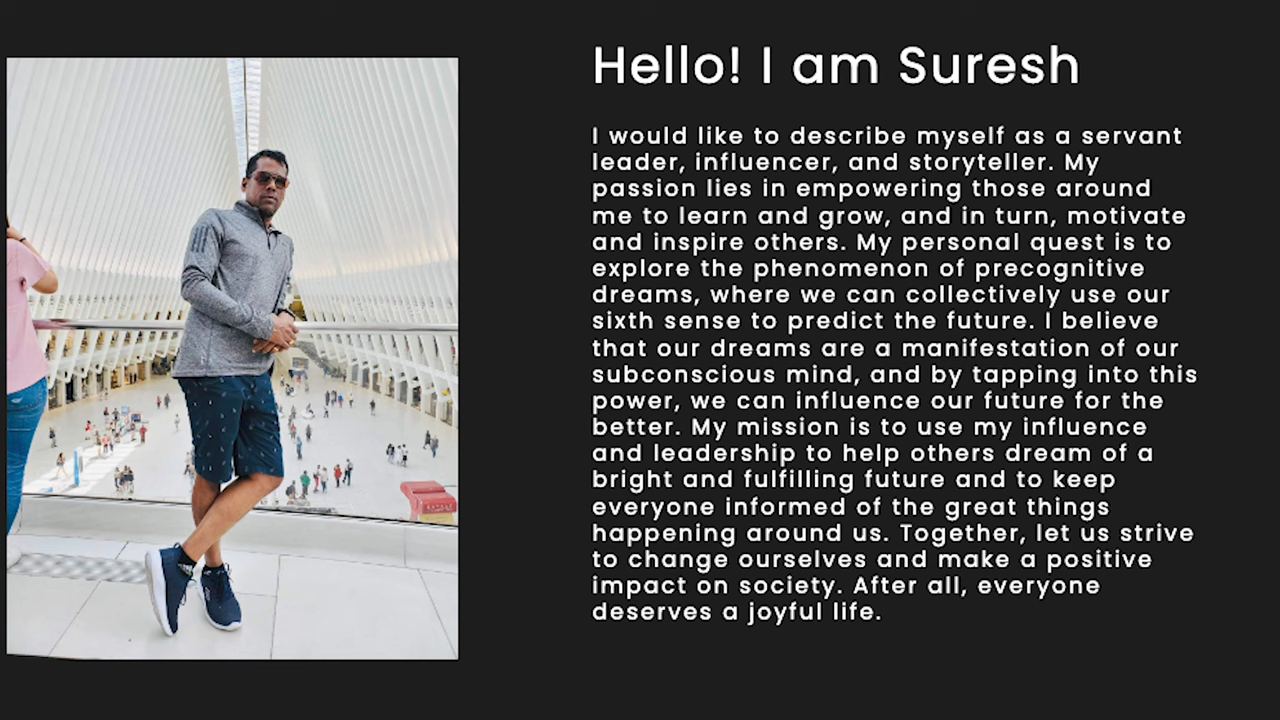 Hello! I am Suresh
I would like to describe myself as a servant
leader, influencer, and storyteller. My
passion lies in empowering those around
me to learn and grow, and in turn, motivate
and inspire others. My personal quest is to
explore the phenomenon of precognitive
dreams, where we can collectively use our
sixth sense to predict the future. I believe
that our dreams are a manifestation of our
subconscious mind, and by tapping into this
power, we can influence our future for the
better. My mission is to use my influence
and leadership to help others dream of a
bright and fulfilling future and to keep
everyone informed of the great things
happening around us. Together, let us strive
to change ourselves and make a positive
impact on society. After all, everyone
deserves a joyful life.